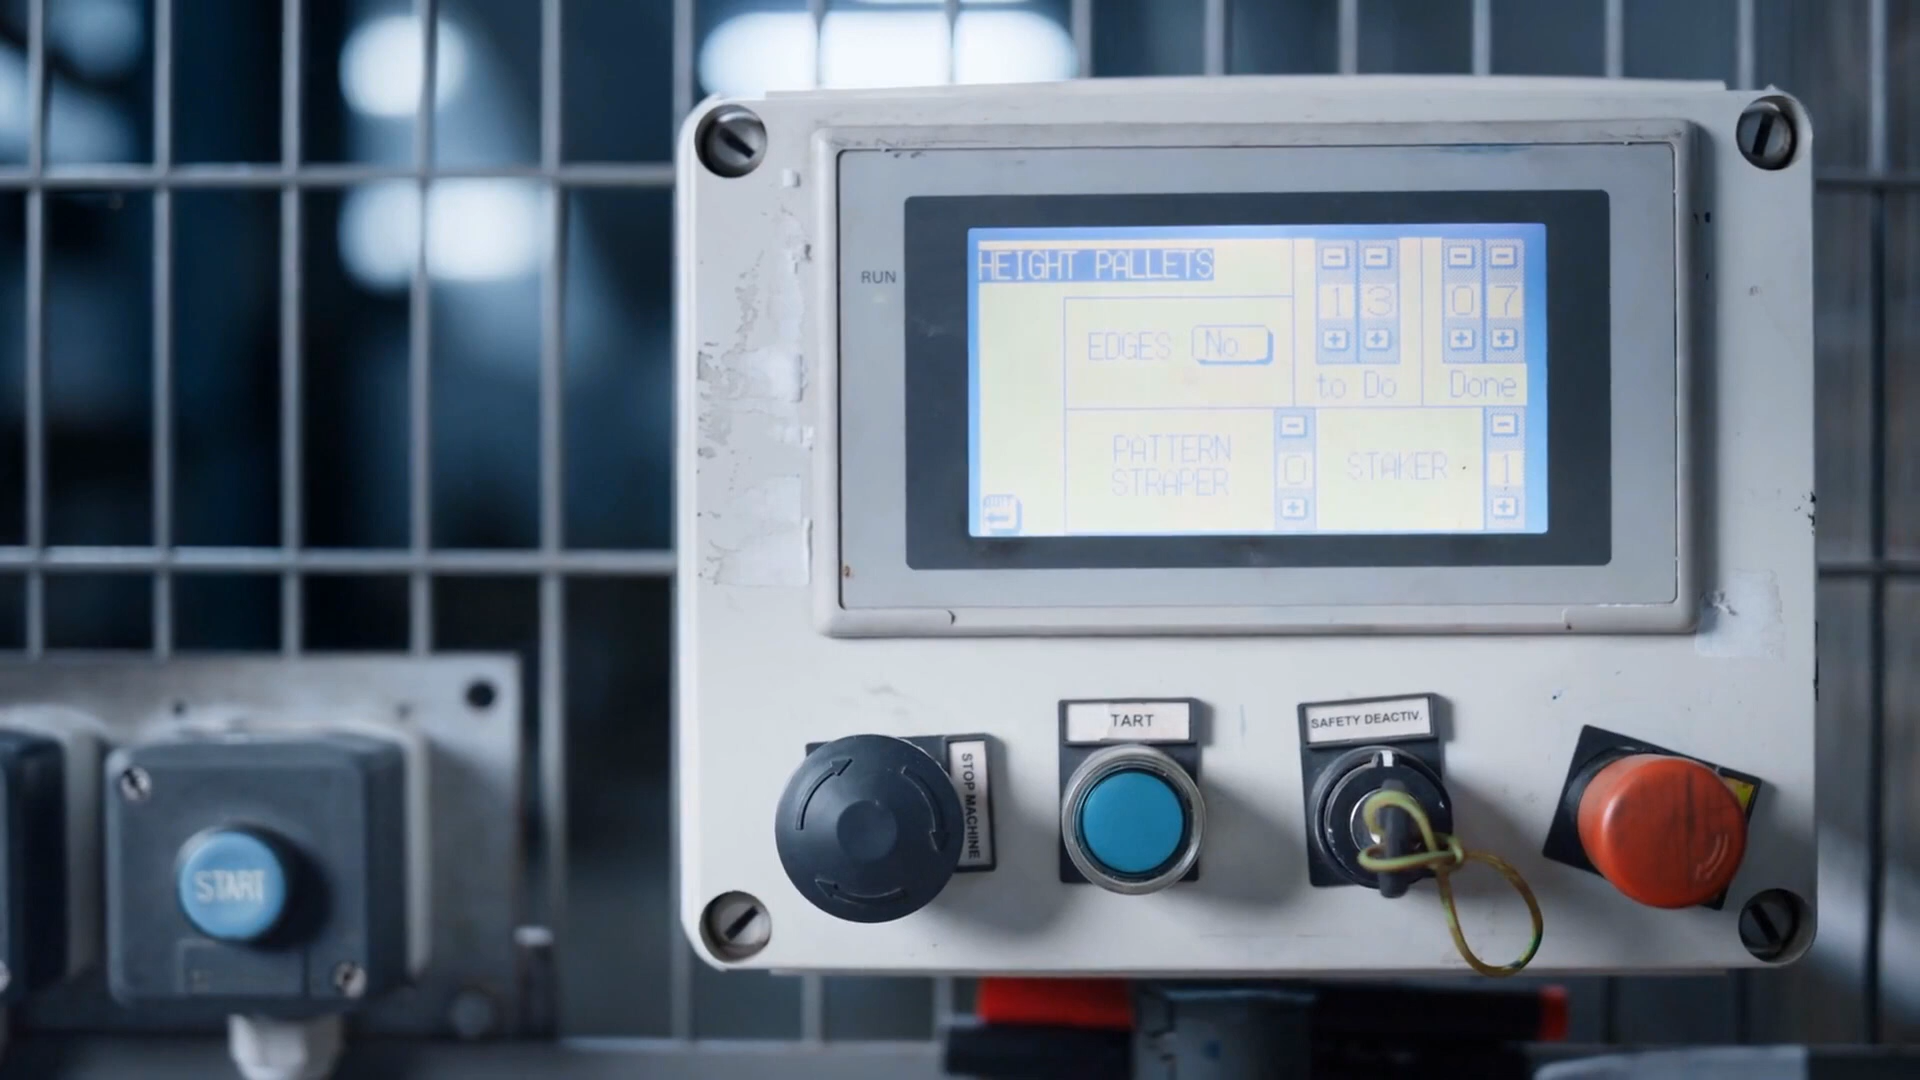 RUN
HEIGHT PALLETS
- - - -
1 3 0 7
EDGES No
+ + + +
to Do Done
- -
PATTERN
STRAPER 0 STAKER 1
+ +
TART
SAFETY DEACTIV.
STOP MACHINE
START